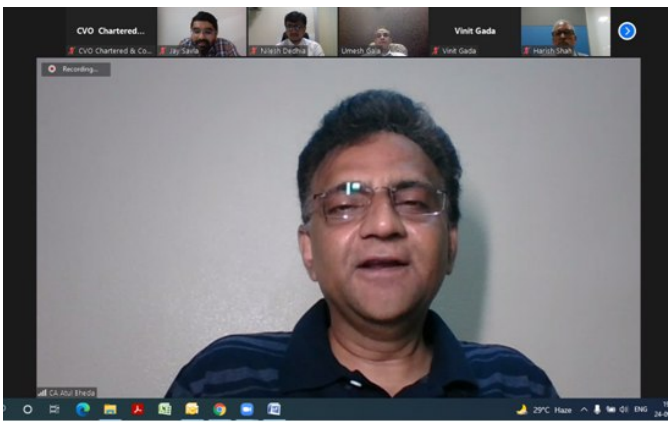 CVO Chartered... Vinit Gada
CVO Chartered & Co... Jay Savla Nilesh Dedhia Umesh Gala Vinit Gada Harish Shah
Recording...
CA Atul Bheda
29°C Haze ENG